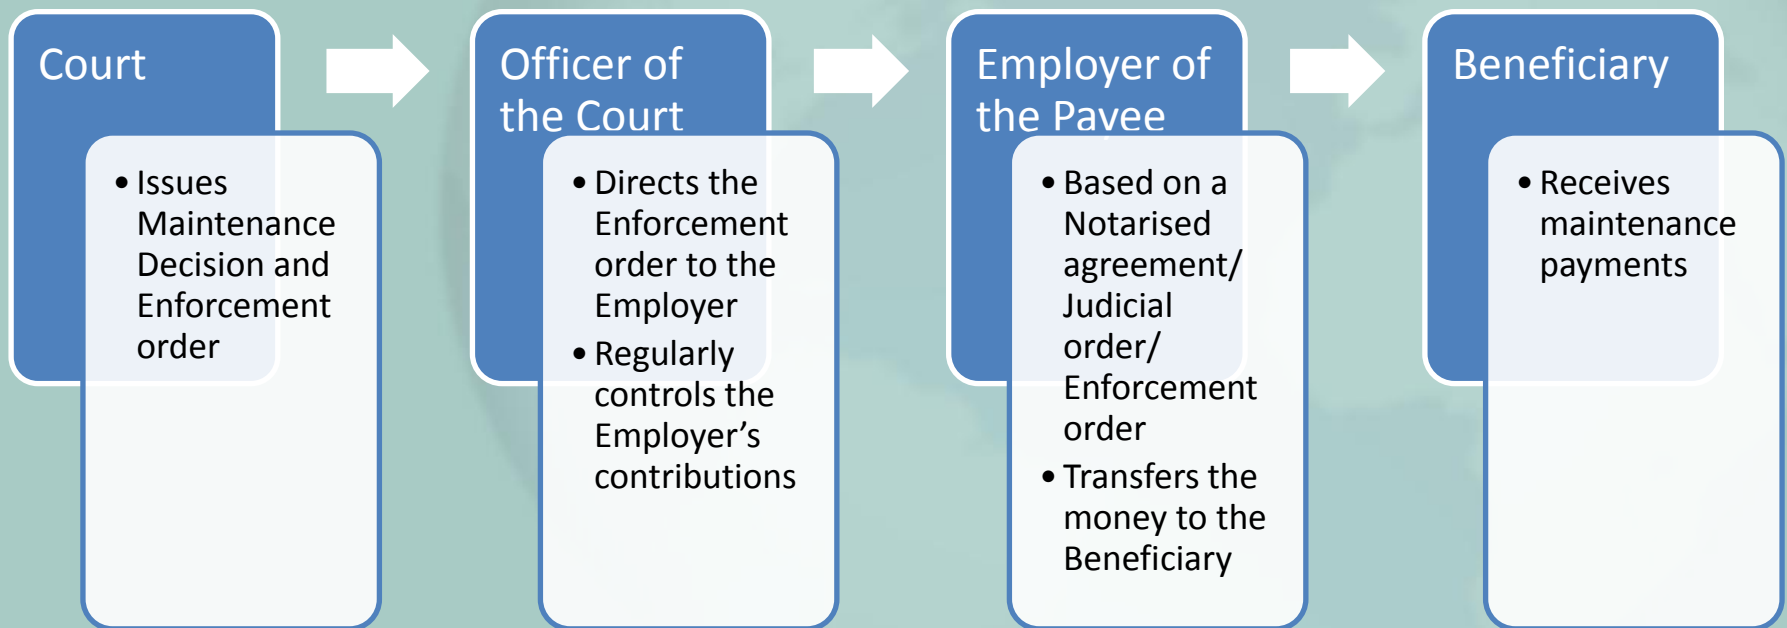 Court
• Issues
Maintenance
Decision and
Enforcement
order
Officer of
the Court
• Directs the
Enforcement
order to the
Employer
• Regularly
controls the
Employer’s
contributions
Employer of
the Payee
• Based on a
Notarised
agreement/
Judicial
order/
Enforcement
order
• Transfers the
money to the
Beneficiary
Beneficiary
• Receives
maintenance
payments